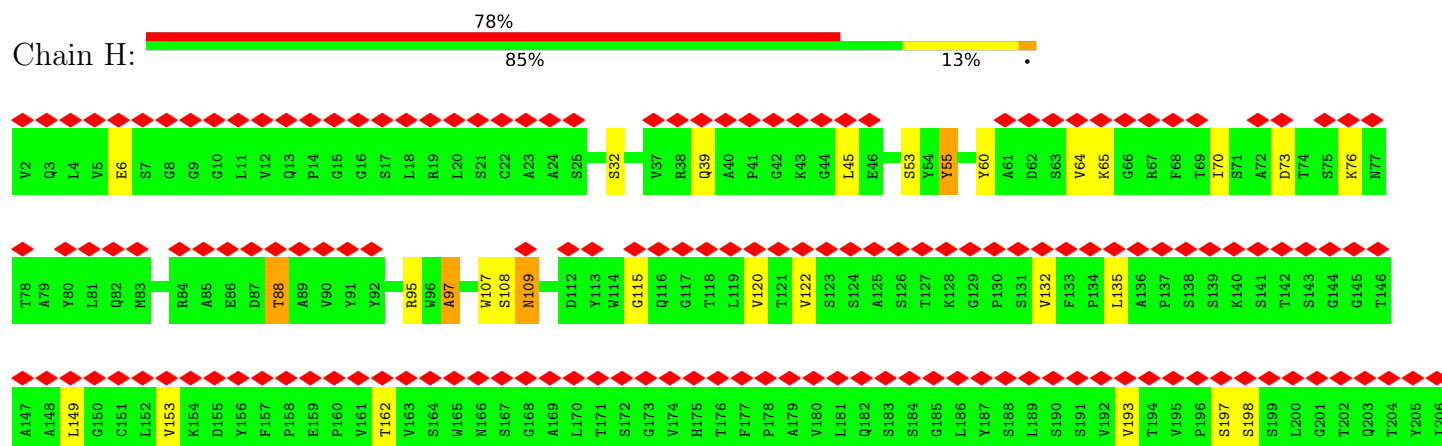 78%
Chain H:
85% 13% •
V2 Q3 L4 V5 E6 S7 G8 G9 G10 L11 V12 Q13 P14 G15 G16 S17 L18 R19 L20 S21 C22 A23 A24 S25 S32 V37 R38 Q39 A40 P41 G42 K43 G44 L45 E46 S53 Y54 Y55 Y60 A61 D62 S63 V64 K65 G66 R67 F68 T69 I70 S71 A72 D73 T74 S75 K76 N77
T78 A79 Y80 L81 Q82 M83 R84 A85 E86 D87 T88 A89 V90 Y91 Y92 R95 W96 A97 W107 S108 N109 D112 Y113 W114 G115 Q116 G117 T118 L119 V120 T121 V122 S123 S124 A125 S126 T127 K128 G129 P130 S131 V132 F133 P134 L135 A136 P137 S138 S139 K140 S141 T142 S143 G144 G145 T146
A147 A148 L149 G150 C151 L152 V153 K154 D155 Y156 F157 P158 E159 P160 V161 T162 V163 S164 W165 N166 S167 G168 A169 L170 T171 S172 G173 V174 H175 T176 F177 P178 A179 V180 L181 Q182 S183 S184 G185 L186 Y187 S188 L189 S190 S191 V192 V193 T194 V195 P196 S197 S198 S199 L200 G201 T202 Q203 T204 Y205 I206